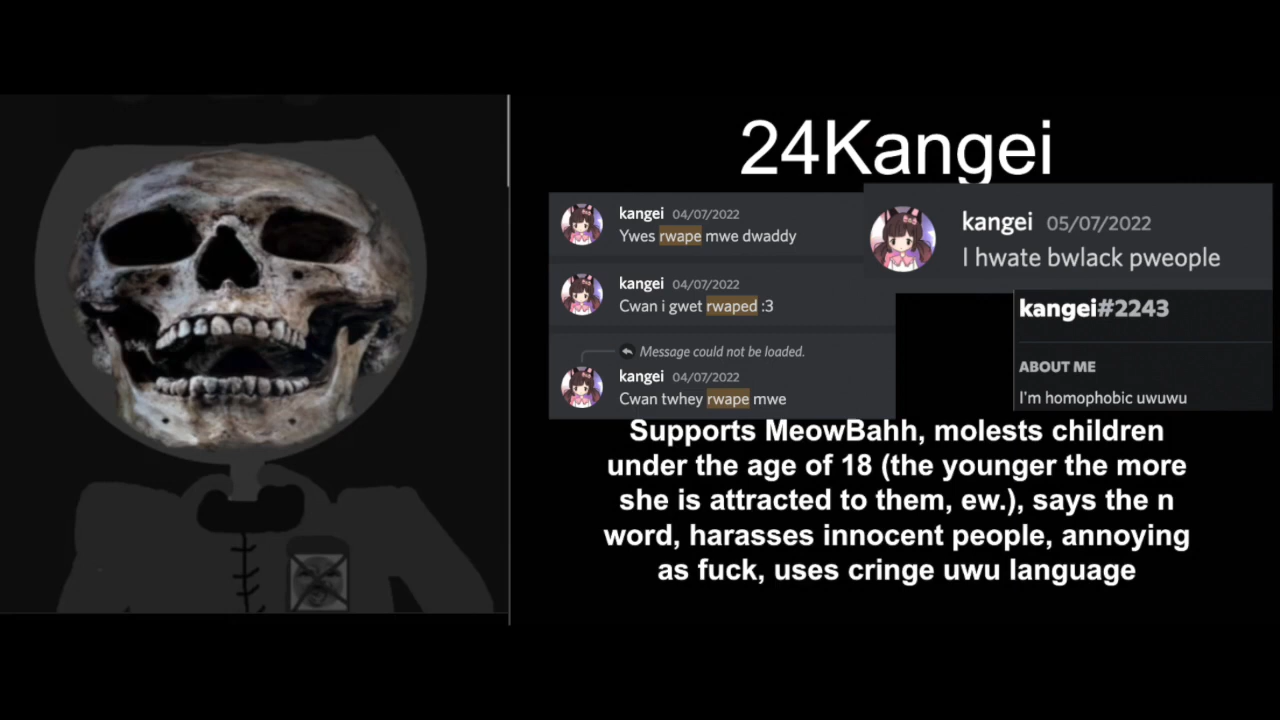 24Kangei
kangei 04/07/2022
Ywes rwape mwe dwaddy
kangei 04/07/2022
Cwan i gwet rwaped :3
Message could not be loaded.
kangei 04/07/2022
Cwan twhey rwape mwe
kangei 05/07/2022
I hwate bwlack pweople
kangei#2243
ABOUT ME
I'm homophobic uwuwu
Supports MeowBahh, molests children
under the age of 18 (the younger the more
she is attracted to them, ew.), says the n
word, harasses innocent people, annoying
as fuck, uses cringe uwu language